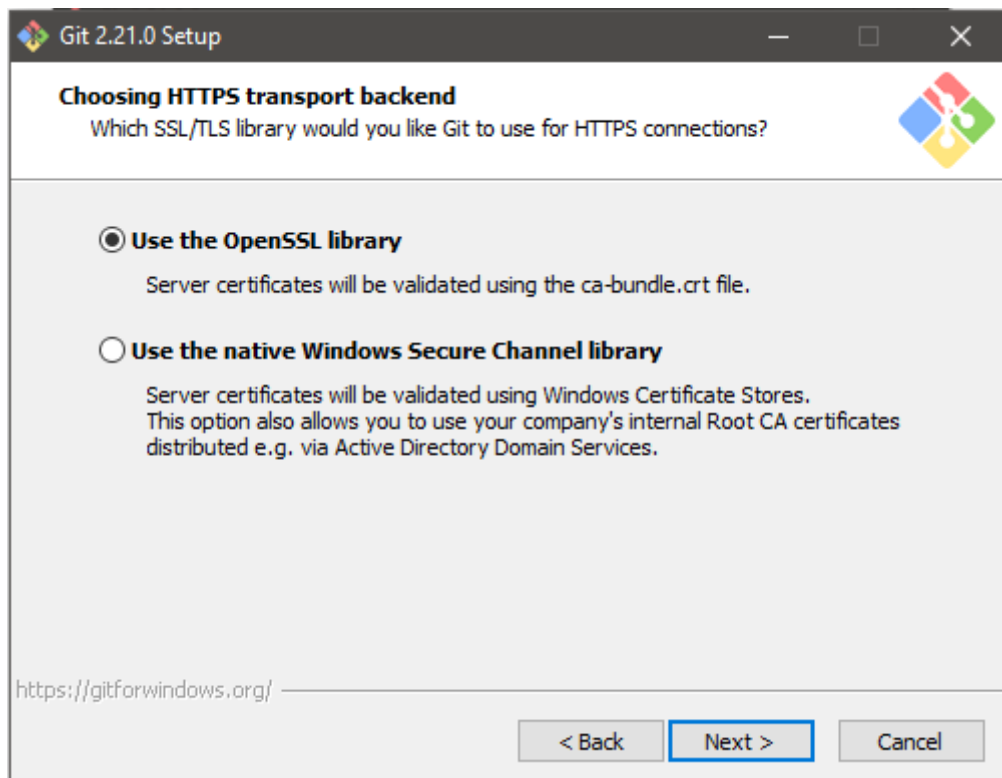 Git 2.21.0 Setup
Choosing HTTPS transport backend
Which SSL/TLS library would you like Git to use for HTTPS connections?
Use the OpenSSL library
Server certificates will be validated using the ca-bundle.crt file.
Use the native Windows Secure Channel library
Server certificates will be validated using Windows Certificate Stores.
This option also allows you to use your company's internal Root CA certificates
distributed e.g. via Active Directory Domain Services.
https://gitforwindows.org/
< Back
Next >
Cancel